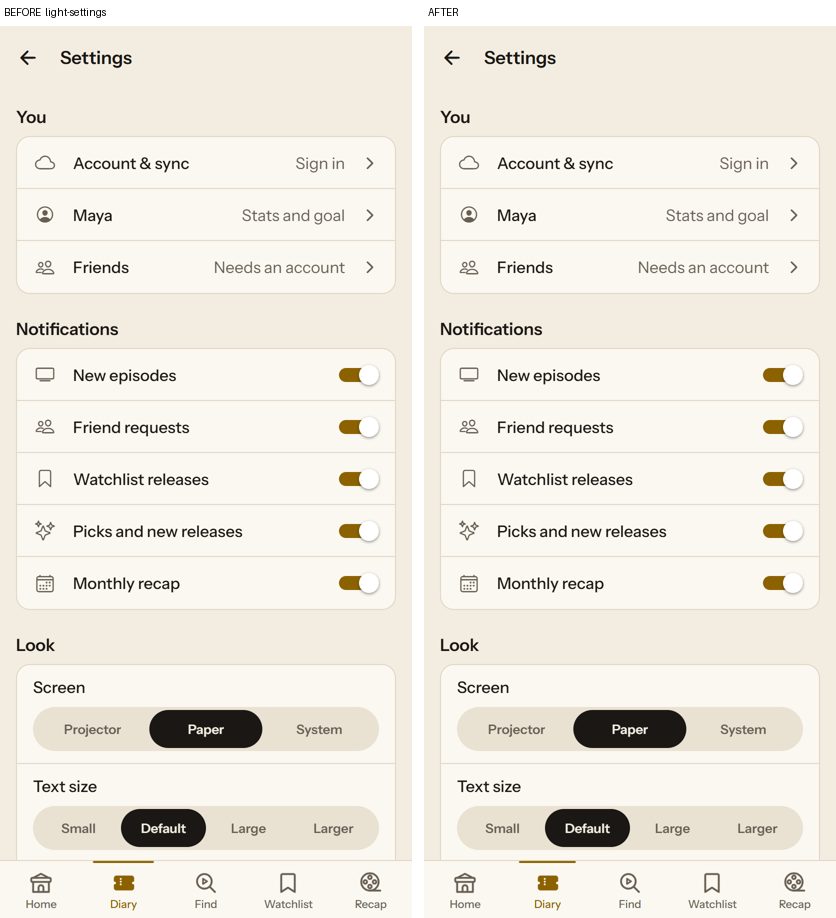 BEFORE light-settings
Settings
You
Account & sync Sign in
Maya Stats and goal
Friends Needs an account
Notifications
New episodes
Friend requests
Watchlist releases
Picks and new releases
Monthly recap
Look
Screen
Projector Paper System
Text size
Small Default Large Larger
Home Diary Find Watchlist Recap
AFTER
Settings
You
Account & sync Sign in
Maya Stats and goal
Friends Needs an account
Notifications
New episodes
Friend requests
Watchlist releases
Picks and new releases
Monthly recap
Look
Screen
Projector Paper System
Text size
Small Default Large Larger
Home Diary Find Watchlist Recap